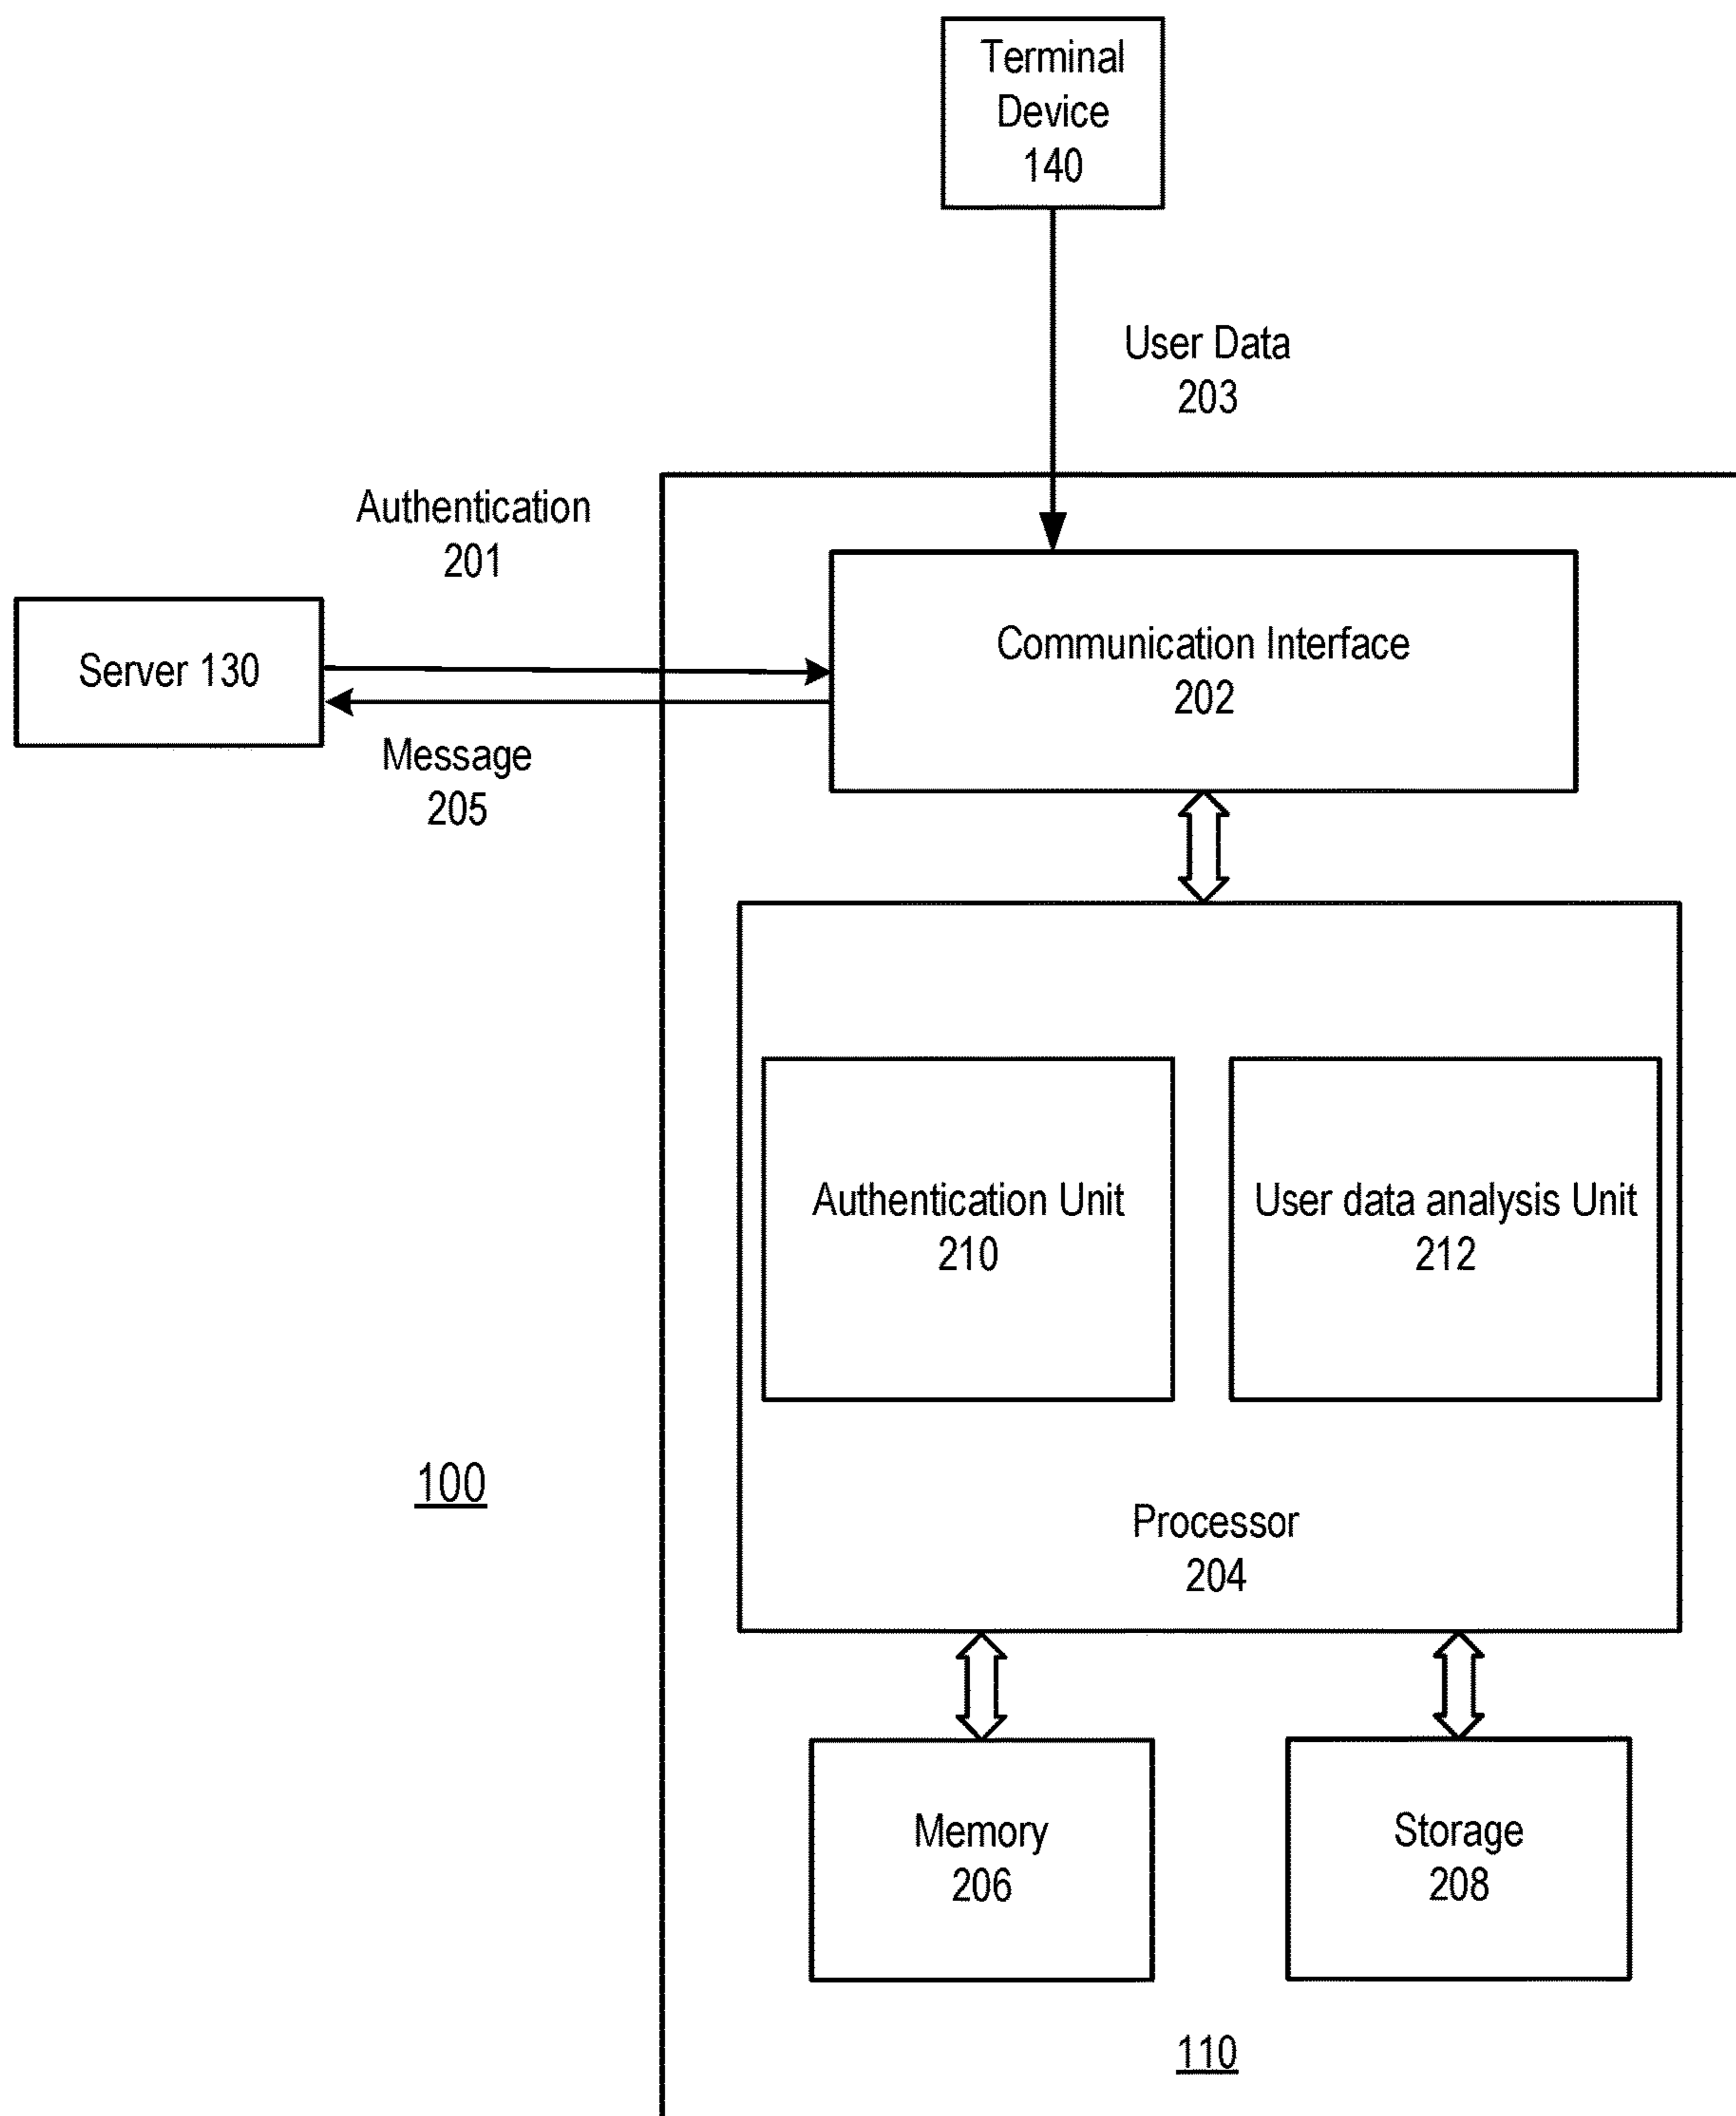 Terminal
Device
140
User Data
203
Authentication
201
Server 130
Communication Interface
202
Message
205
Authentication Unit
210
User data analysis Unit
212
100
Processor
204
Memory
206
Storage
208
110